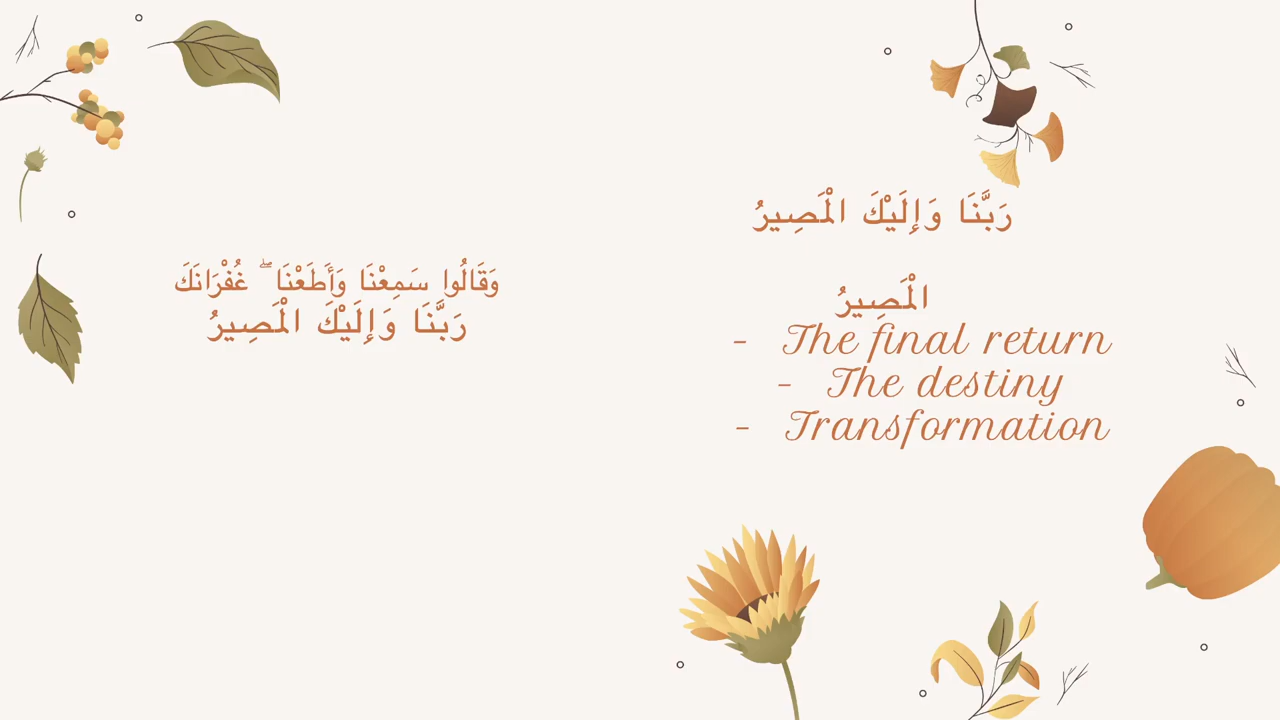 وَقَالُوا سَمِعْنَا وَأَطَعْنَا ۖ غُفْرَانَكَ
رَبَّنَا وَإِلَيْكَ الْمَصِيرُ
رَبَّنَا وَإِلَيْكَ الْمَصِيرُ
الْمَصِيرُ
- The final return
- The destiny
- Transformation